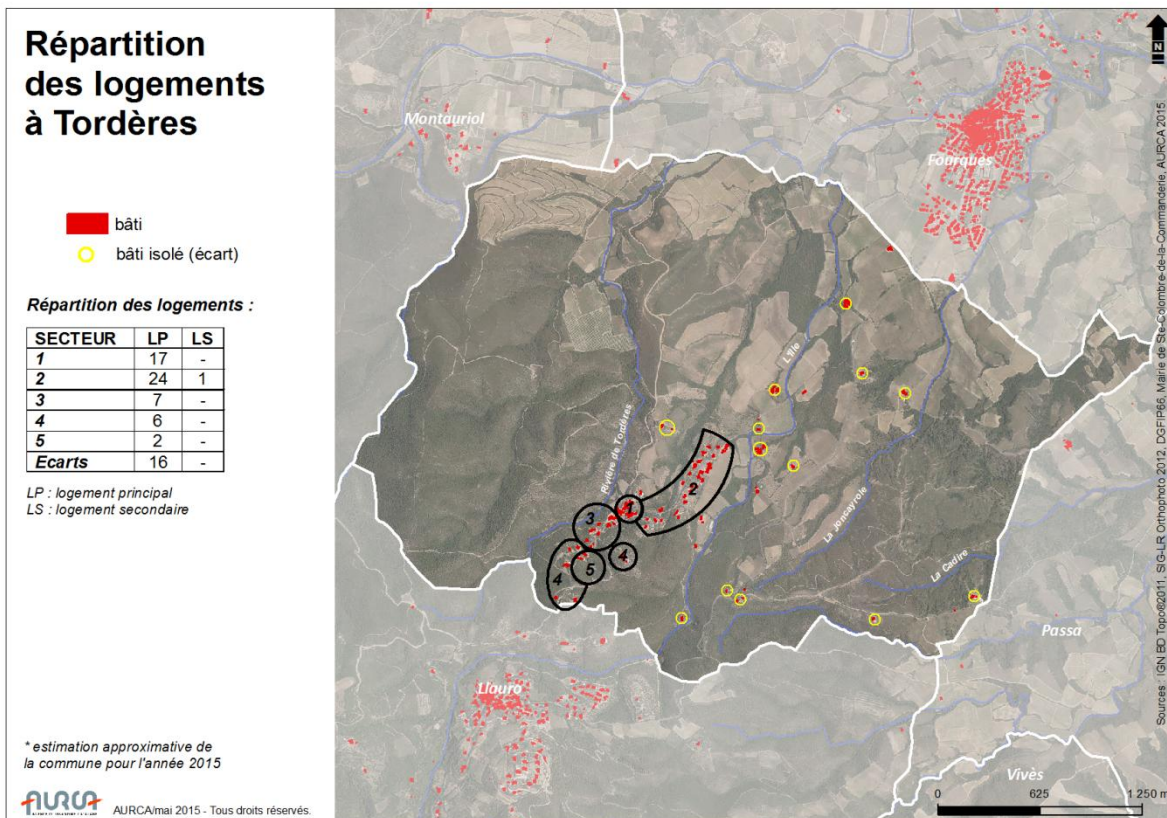 Répartition
des logements
à Tordères
bâti
bâti isolé (écart)
Répartition des logements :
SECTEUR LP LS
1 17 -
2 24 1
3 7 -
4 6 -
5 2 -
Ecarts 16 -
LP : logement principal
LS : logement secondaire
* estimation approximative de
la commune pour l'année 2015
AURCA
AURCA/mai 2015 - Tous droits réservés.
N
Montauriol
Fourques
L'Ille
Rivière de Tordères
La Joncayrole
La Cadire
1
2
3
4
4
5
Passa
Llauro
Vivès
0 625 1 250 m
Sources : IGN BD Topo®2011, SIG-LR Orthophoto 2012, DGFIP66, Mairie de Ste-Colombre-de-la-Commanderie, AURCA 2015.